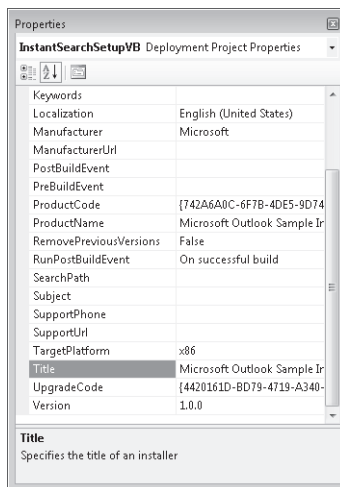 Properties
InstantSearchSetupVB Deployment Project Properties
Keywords
Localization English (United States)
Manufacturer Microsoft
ManufacturerUrl
PostBuildEvent
PreBuildEvent
ProductCode {742A6A0C-6F7B-4DE5-9D74
ProductName Microsoft Outlook Sample Ir
RemovePreviousVersions False
RunPostBuildEvent On successful build
SearchPath
Subject
SupportPhone
SupportUrl
TargetPlatform x86
Title Microsoft Outlook Sample Ir
UpgradeCode {4420161D-BD79-4719-A340-
Version 1.0.0
Title
Specifies the title of an installer